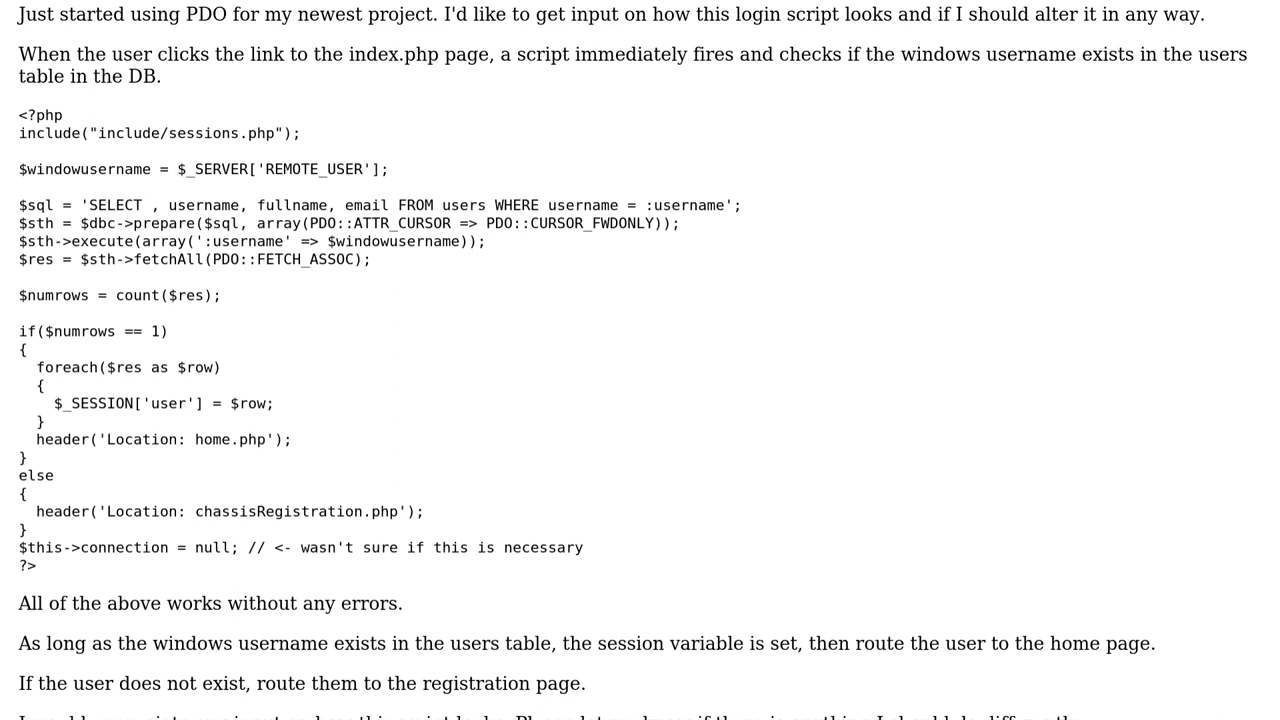 Just started using PDO for my newest project. I'd like to get input on how this login script looks and if I should alter it in any way.
When the user clicks the link to the index.php page, a script immediately fires and checks if the windows username exists in the users
table in the DB.
<?php
include("include/sessions.php");
$windowusername = $_SERVER['REMOTE_USER'];
$sql = 'SELECT , username, fullname, email FROM users WHERE username = :username';
$sth = $dbc->prepare($sql, array(PDO::ATTR_CURSOR => PDO::CURSOR_FWDONLY));
$sth->execute(array(':username' => $windowusername));
$res = $sth->fetchAll(PDO::FETCH_ASSOC);
$numrows = count($res);
if($numrows == 1)
{
  foreach($res as $row)
  {
    $_SESSION['user'] = $row;
  }
  header('Location: home.php');
}
else
{
  header('Location: chassisRegistration.php');
}
$this->connection = null; // <- wasn't sure if this is necessary
?>
All of the above works without any errors.
As long as the windows username exists in the users table, the session variable is set, then route the user to the home page.
If the user does not exist, route them to the registration page.